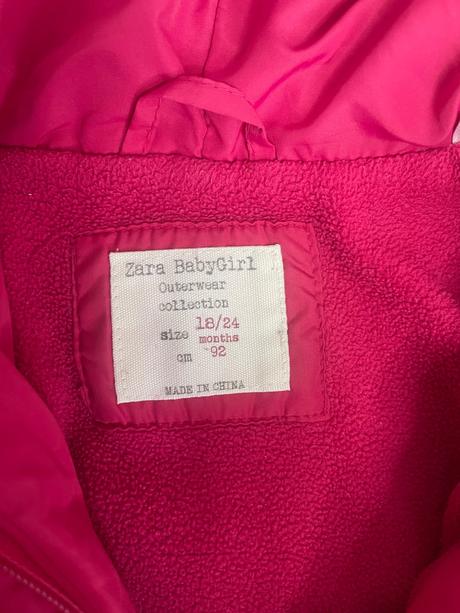 Zara BabyGirl
Outerwear
collection
size 18/24
months
cm 92
MADE IN CHINA